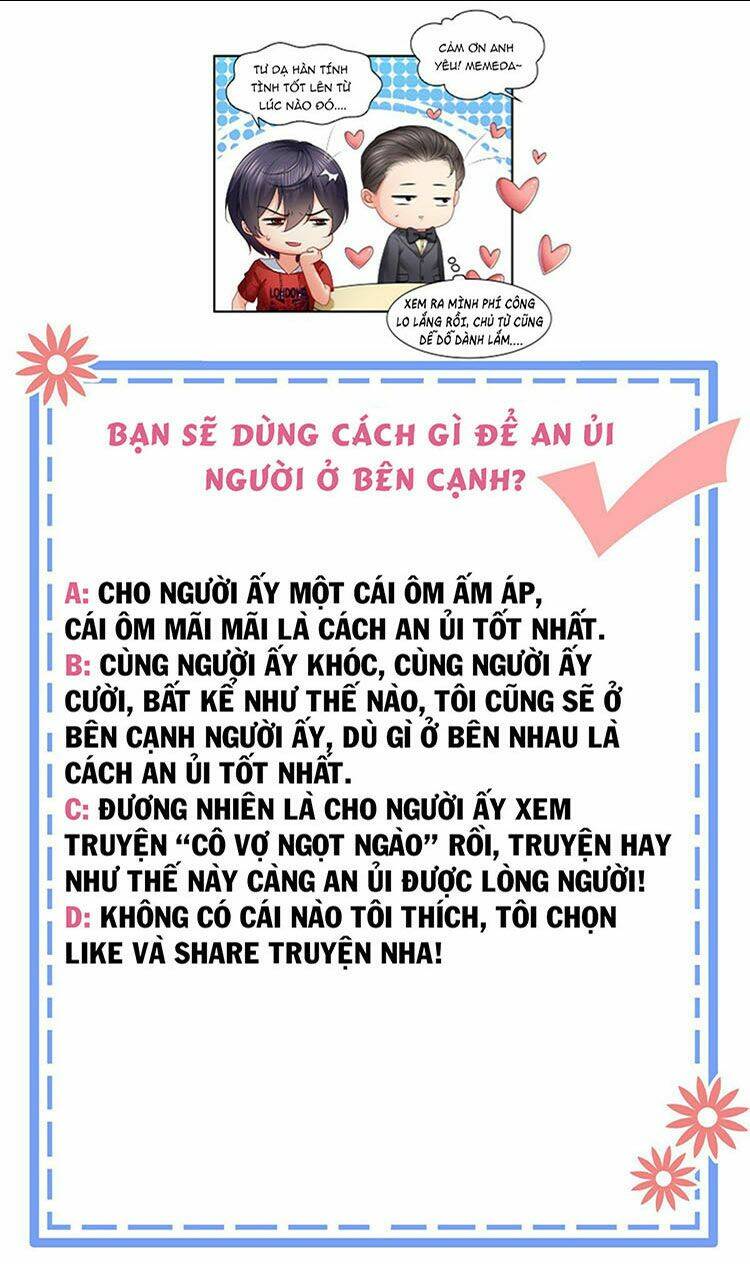 TƯ DẠ HÀN TÍNH
TÌNH TỐT LÊN TỪ
LÚC NÀO ĐÓ....
CẢM ƠN ANH
YÊU! MEMEDA~
LONDON
XEM RA MÌNH PHÍ CÔNG
LO LẮNG RỒI, CHỦ TỬ CŨNG
DỄ DỖ DÀNH LẮM....
BẠN SẼ DÙNG CÁCH GÌ ĐỂ AN ỦI
NGƯỜI Ở BÊN CẠNH?
A: CHO NGƯỜI ẤY MỘT CÁI ÔM ẤM ÁP,
CÁI ÔM MÃI MÃI LÀ CÁCH AN ỦI TỐT NHẤT.
B: CÙNG NGƯỜI ẤY KHÓC, CÙNG NGƯỜI ẤY
CƯỜI, BẤT KỂ NHƯ THẾ NÀO, TÔI CŨNG SẼ Ở
BÊN CẠNH NGƯỜI ẤY, DÙ GÌ Ở BÊN NHAU LÀ
CÁCH AN ỦI TỐT NHẤT.
C: ĐƯƠNG NHIÊN LÀ CHO NGƯỜI ẤY XEM
TRUYỆN “CÔ VỢ NGỌT NGÀO” RỒI, TRUYỆN HAY
NHƯ THẾ NÀY CÀNG AN ỦI ĐƯỢC LÒNG NGƯỜI!
D: KHÔNG CÓ CÁI NÀO TÔI THÍCH, TÔI CHỌN
LIKE VÀ SHARE TRUYỆN NHA!